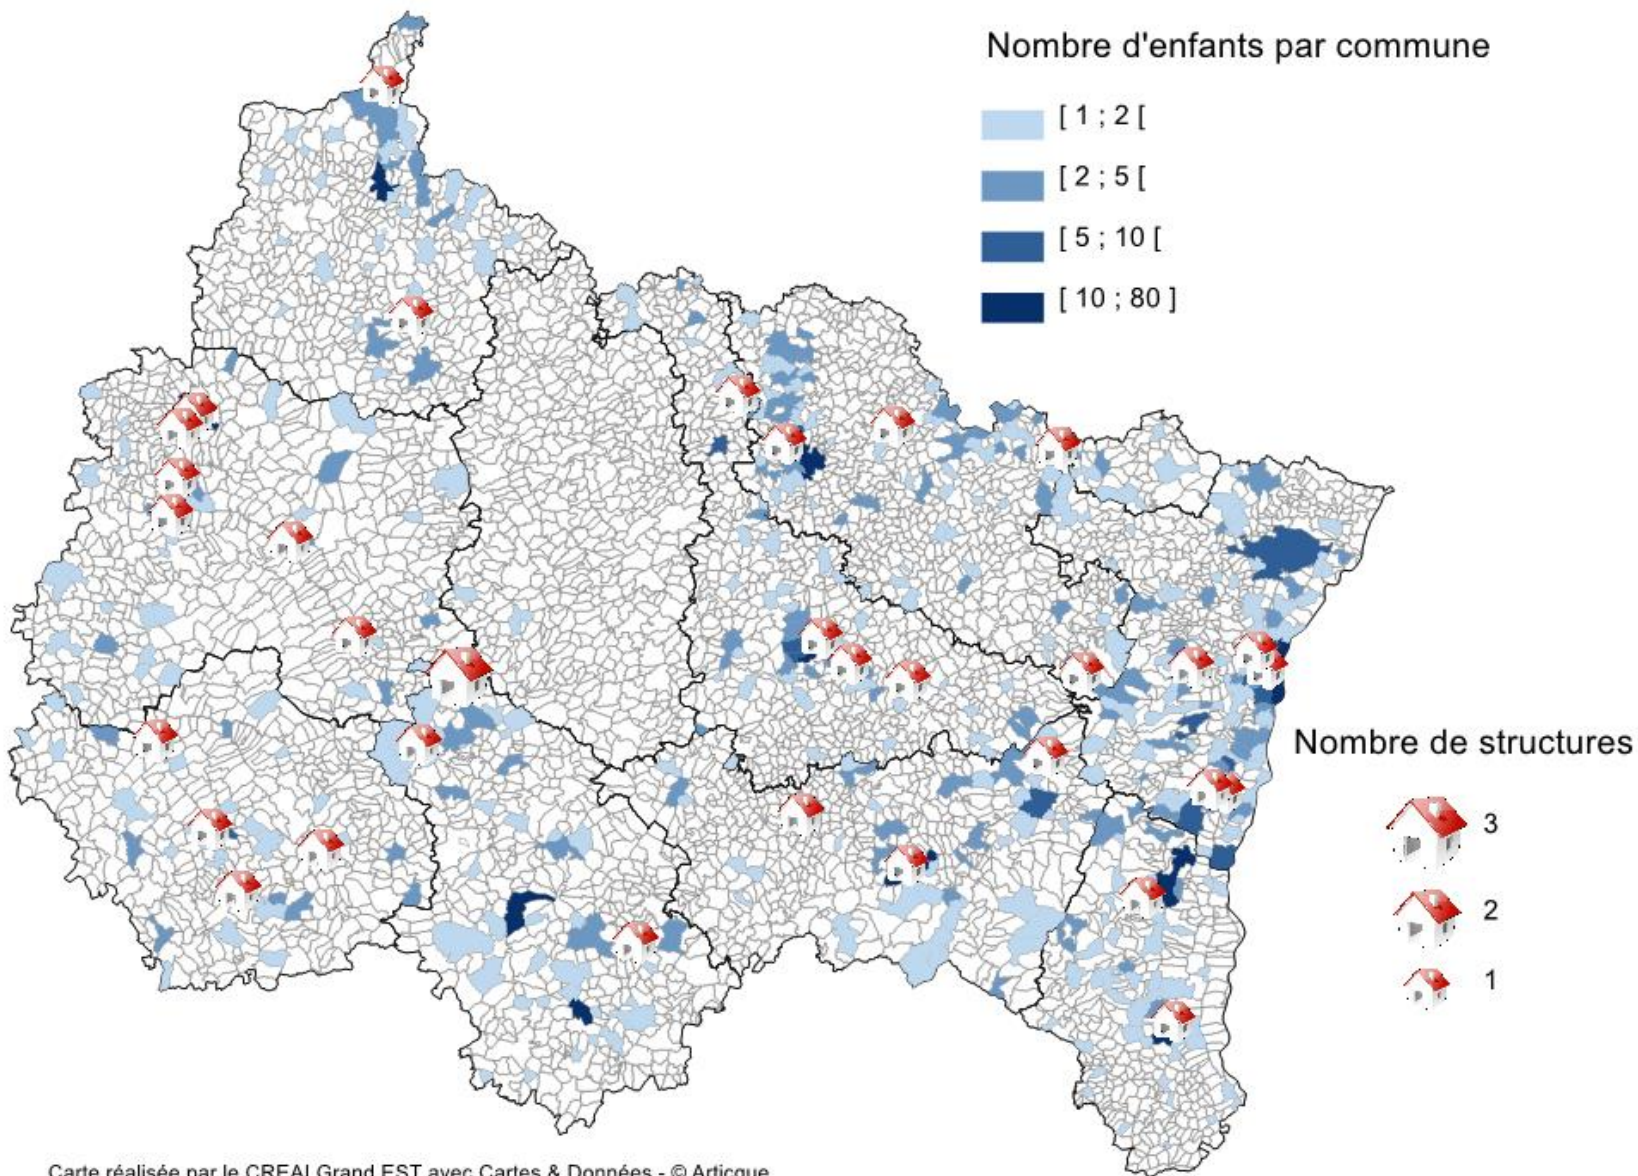 Nombre d'enfants par commune
[ 1 ; 2 [
[ 2 ; 5 [
[ 5 ; 10 [
[ 10 ; 80 ]
Nombre de structures
3
2
1
Carte réalisée par le CREAI Grand EST avec Cartes & Données - © Articque